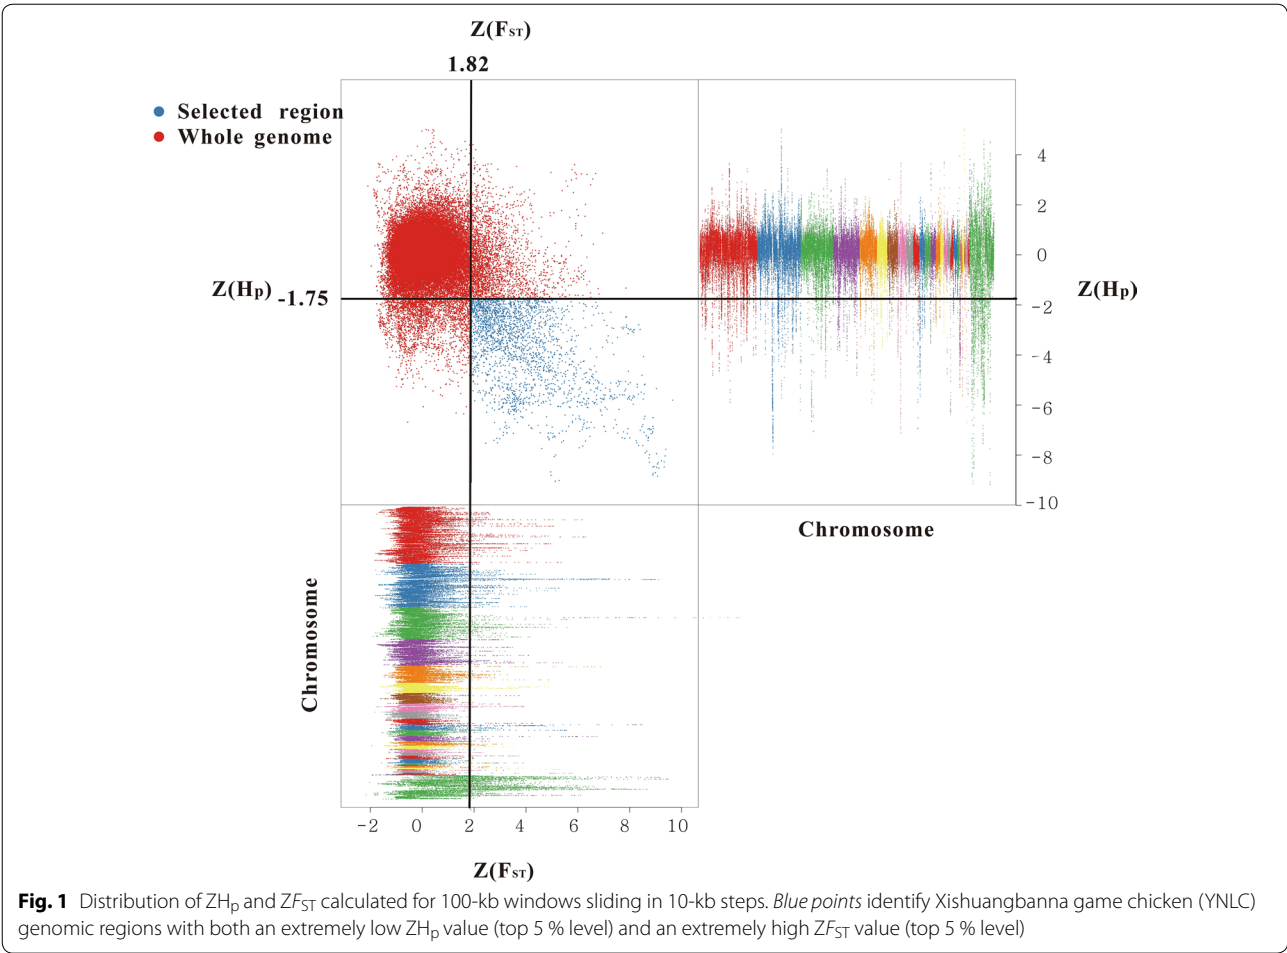 Z(FST)
1.82
Selected region
Whole genome
4
2
0
Z(Hp)
-1.75
Z(Hp)
-2
-4
-6
-8
-10
Chromosome
Chromosome
-2 0 2 4 6 8 10
Z(FST)
Fig. 1 Distribution of ZHp and ZFST calculated for 100-kb windows sliding in 10-kb steps. Blue points identify Xishuangbanna game chicken (YNLC)
genomic regions with both an extremely low ZHp value (top 5 % level) and an extremely high ZFST value (top 5 % level)